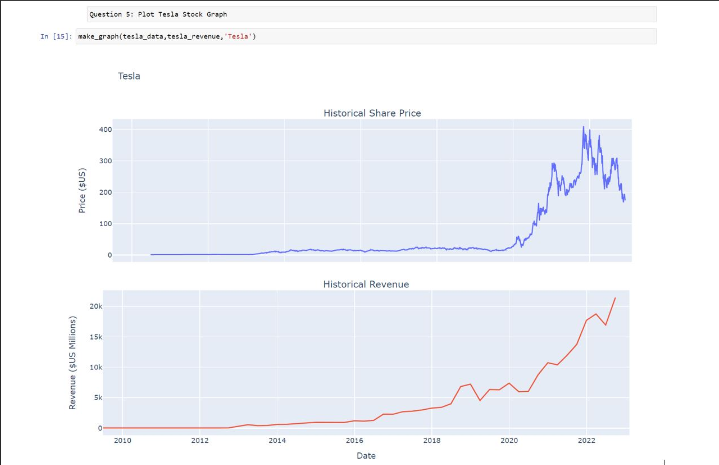 Question 5: Plot Tesla Stock Graph
In [15]: make_graph(tesla_data,tesla_revenue,'Tesla')
Tesla
Historical Share Price
400
300
200
100
0
Price ($US)
Historical Revenue
20k
15k
10k
5k
0
Revenue ($US Millions)
2010 2012 2014 2016 2018 2020 2022
Date